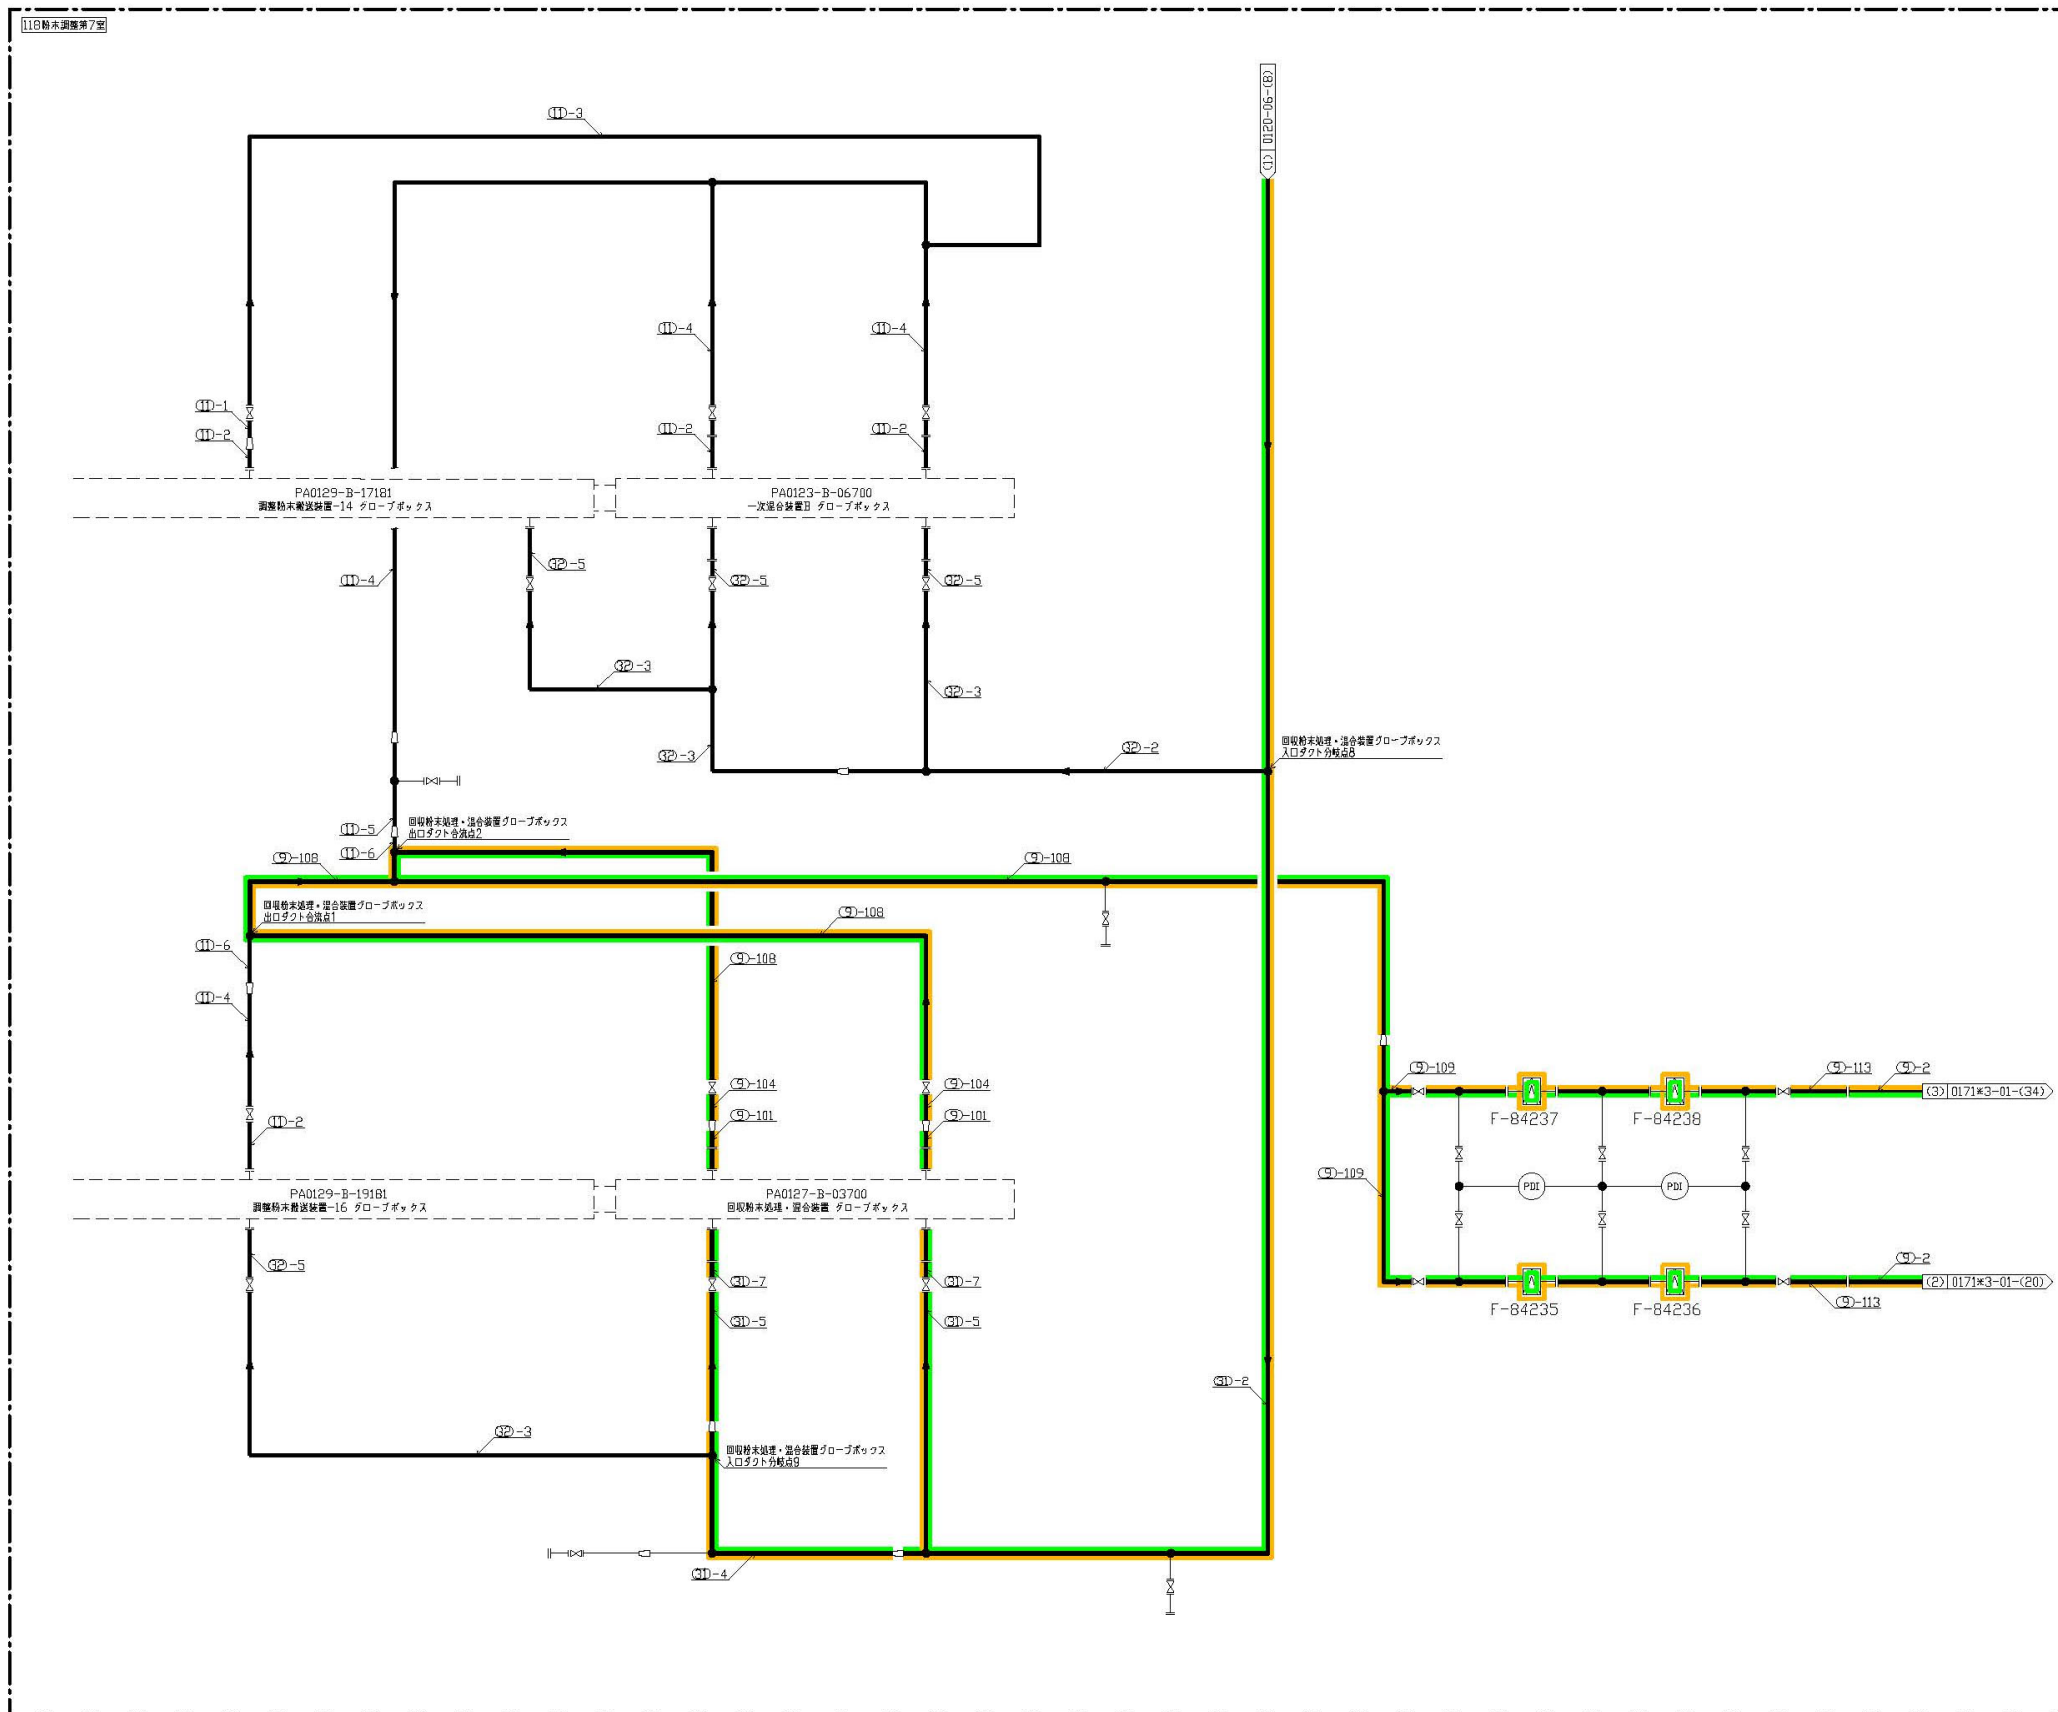 118粉末調整第7室
(1) 0120-06-(8)
⑪-3
⑪-4
⑪-4
⑪-1
⑪-2
⑪-2
⑪-2
PA0129-B-17181
調整粉末搬送装置-14 グローブボックス
PA0123-B-06700
一次混合装置B グローブボックス
㉜-5
⑪-4
㉜-5
㉜-5
㉜-3
㉜-3
㉜-3
㉜-2
回収粉末処理・混合装置グローブボックス
入口ダクト分岐点8
⑪-5
回収粉末処理・混合装置グローブボックス
出口ダクト合流点2
⑪-6
⑨-108
⑨-108
回収粉末処理・混合装置グローブボックス
出口ダクト合流点1
⑨-108
⑪-6
⑨-108
⑪-4
⑨-109
⑨-113
⑨-2
(3) 0171*3-01-(34)
⑨-104
⑨-104
F-84237
F-84238
⑪-2
⑨-101
⑨-101
⑨-109
PDI
PDI
PA0129-B-19181
調整粉末搬送装置-16 グローブボックス
PA0127-B-03700
回収粉末処理・混合装置 グローブボックス
㉜-5
㉛-7
㉛-7
⑨-2
(2) 0171*3-01-(20)
⑨-113
F-84235
F-84236
㉛-5
㉛-5
㉛-2
㉜-3
回収粉末処理・混合装置グローブボックス
入口ダクト分岐点9
㉛-4